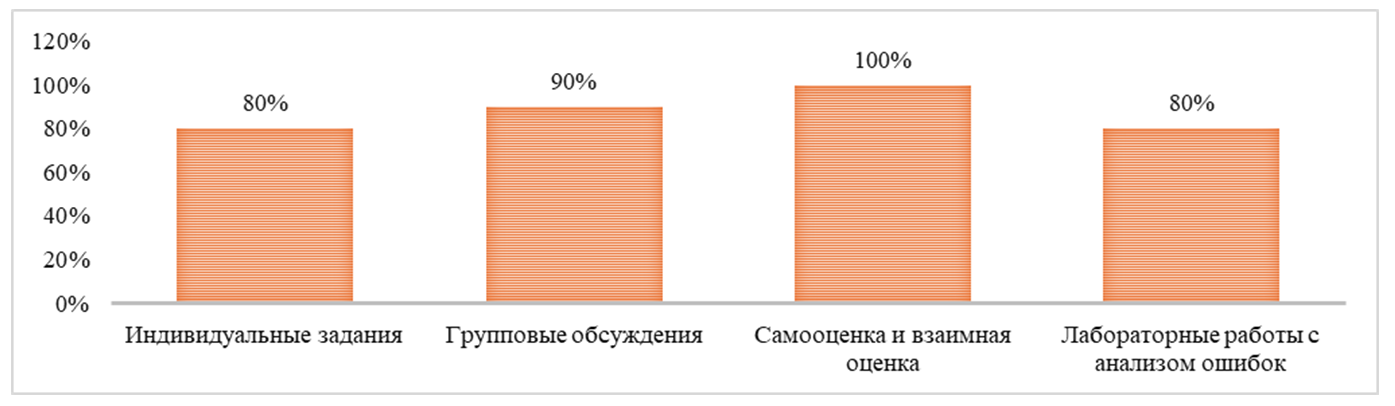 120%
100%
80%
60%
40%
20%
0%
80%
90%
100%
80%
Индивидуальные задания
Групповые обсуждения
Самооценка и взаимная
оценка
Лабораторные работы с
анализом ошибок